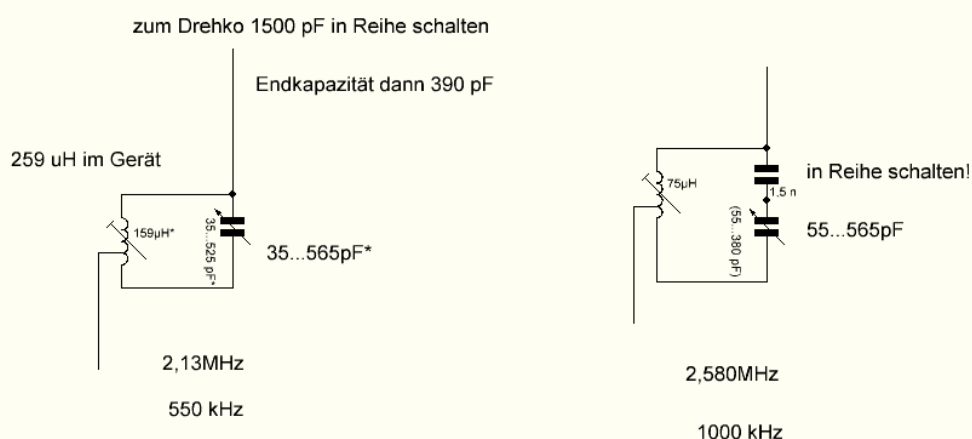 zum Drehko 1500 pF in Reihe schalten
Endkapazität dann 390 pF
259 uH im Gerät
159µH*
35...525 pF*
35...565pF*
2,13MHz
550 kHz
75µH
1,5 n
in Reihe schalten!
(55...380 pF)
55...565pF
2,580MHz
1000 kHz